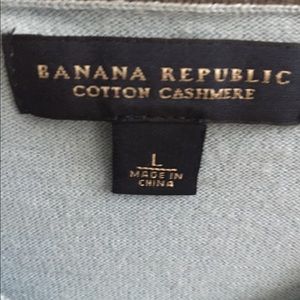 BANANA REPUBLIC
COTTON CASHMERE
L
MADE IN
CHINA